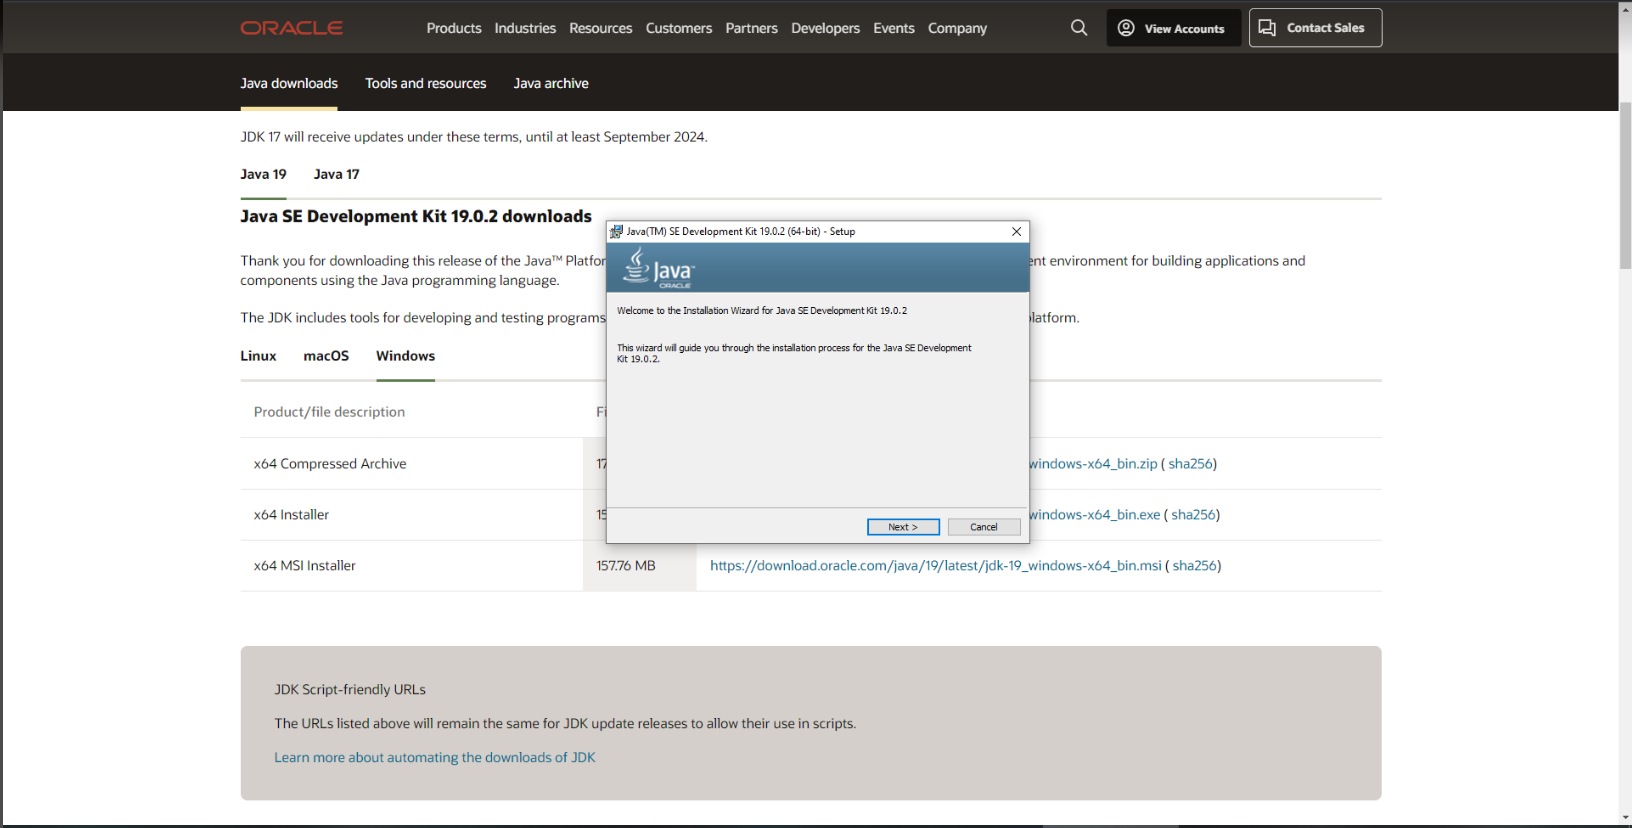 ORACLE Products Industries Resources Customers Partners Developers Events Company View Accounts Contact Sales
Java downloads Tools and resources Java archive
JDK 17 will receive updates under these terms, until at least September 2024.
Java 19 Java 17
Java SE Development Kit 19.0.2 downloads
Java(TM) SE Development Kit 19.0.2 (64-bit) - Setup
Java™
ORACLE
Welcome to the Installation Wizard for Java SE Development Kit 19.0.2
This wizard will guide you through the installation process for the Java SE Development
Kit 19.0.2.
Next > Cancel
Thank you for downloading this release of the Java™ Platfor
ent environment for building applications and
components using the Java programming language.
The JDK includes tools for developing and testing programs
latform.
Linux macOS Windows
Product/file description Fi
x64 Compressed Archive 17 windows-x64_bin.zip ( sha256)
x64 Installer 15 windows-x64_bin.exe ( sha256)
x64 MSI Installer 157.76 MB https://download.oracle.com/java/19/latest/jdk-19_windows-x64_bin.msi ( sha256)
JDK Script-friendly URLs
The URLs listed above will remain the same for JDK update releases to allow their use in scripts.
Learn more about automating the downloads of JDK